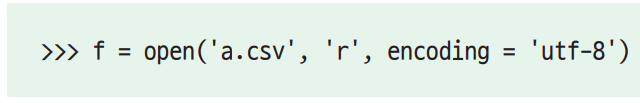 >>> f = open('a.csv', 'r', encoding = 'utf-8')